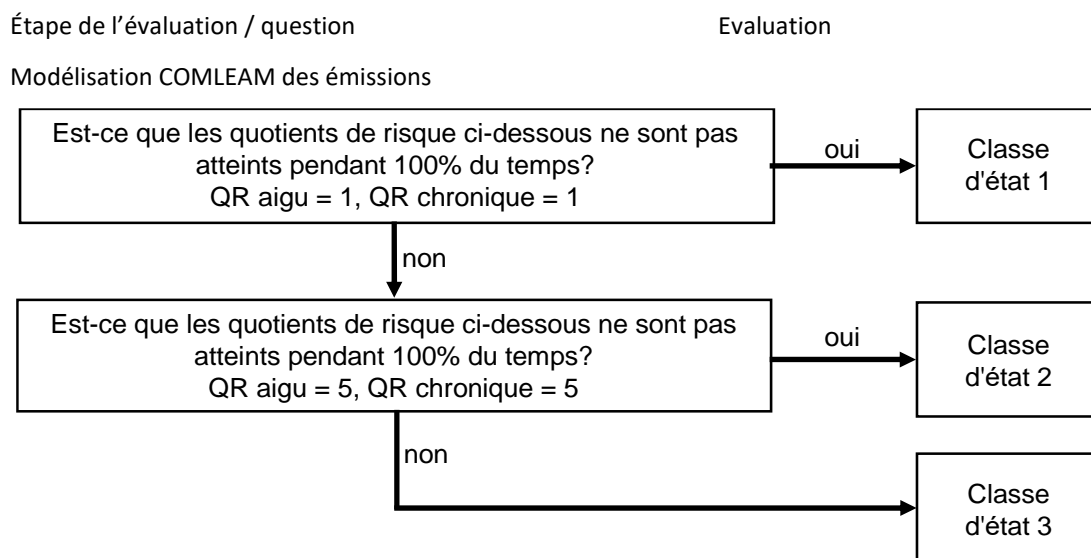 Étape de l’évaluation / question
Evaluation
Modélisation COMLEAM des émissions
Est-ce que les quotients de risque ci-dessous ne sont pas
atteints pendant 100% du temps?
QR aigu = 1, QR chronique = 1
oui
Classe
d'état 1
non
Est-ce que les quotients de risque ci-dessous ne sont pas
atteints pendant 100% du temps?
QR aigu = 5, QR chronique = 5
oui
Classe
d'état 2
non
Classe
d'état 3